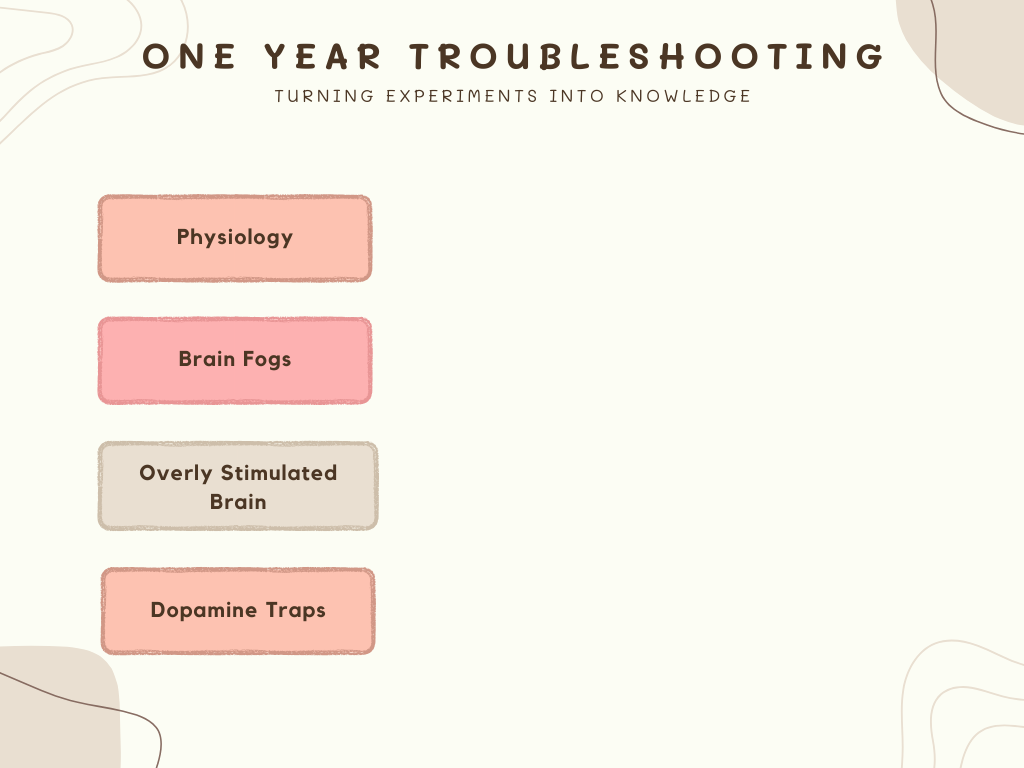 ONE YEAR TROUBLESHOOTING
TURNING EXPERIMENTS INTO KNOWLEDGE
Physiology
Brain Fogs
Overly Stimulated
Brain
Dopamine Traps